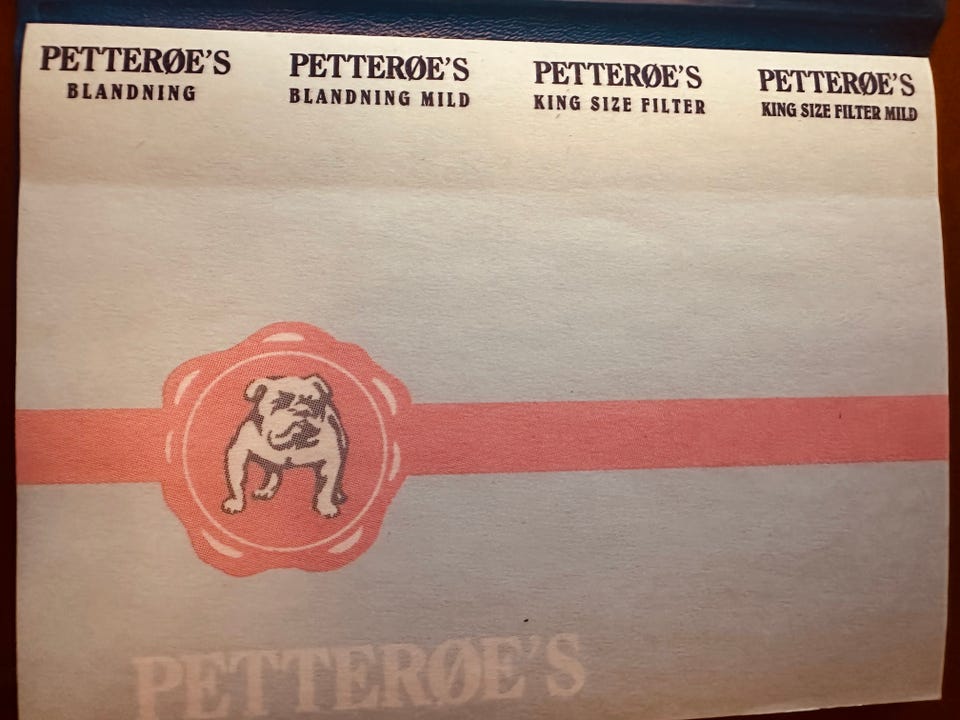 PETTERØE'S
BLANDNING
PETTERØE'S
BLANDNING MILD
PETTERØE'S
KING SIZE FILTER
PETTERØE'S
KING SIZE FILTER MILD
PETTERØE'S